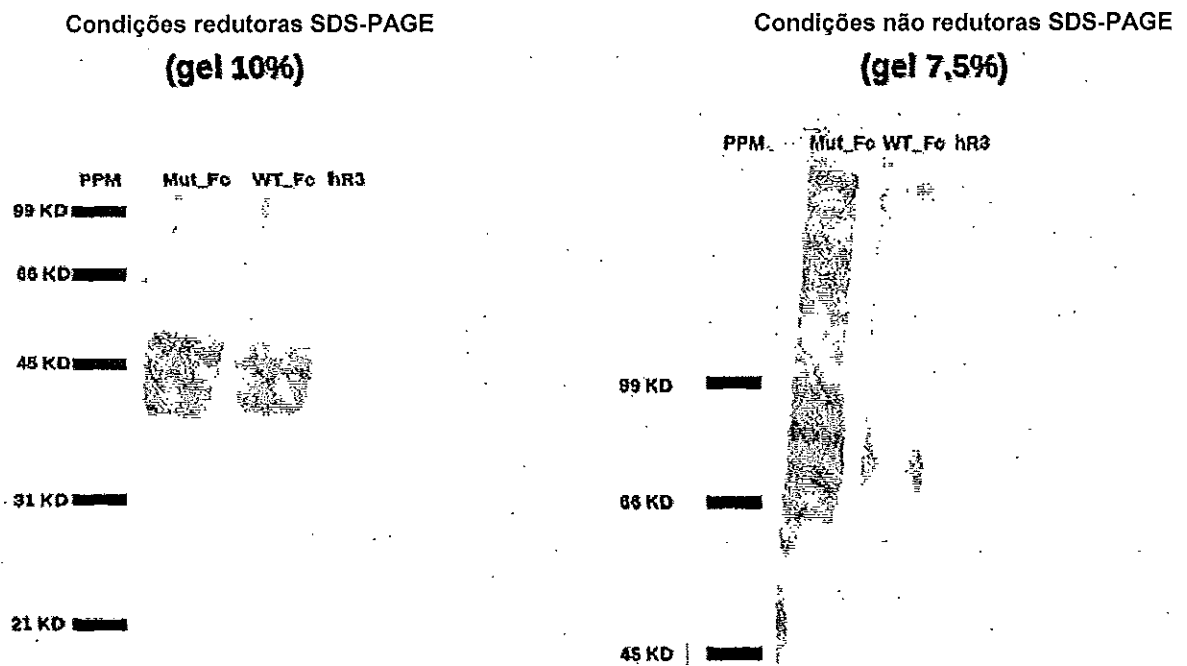 Condições redutoras SDS-PAGE
(gel 10%)
PPM Mut_Fc WT_Fc hR3
99 KD
66 KD
45 KD
31 KD
21 KD
Condições não redutoras SDS-PAGE
(gel 7,5%)
PPM Mut_Fc WT_Fc hR3
99 KD
66 KD
45 KD